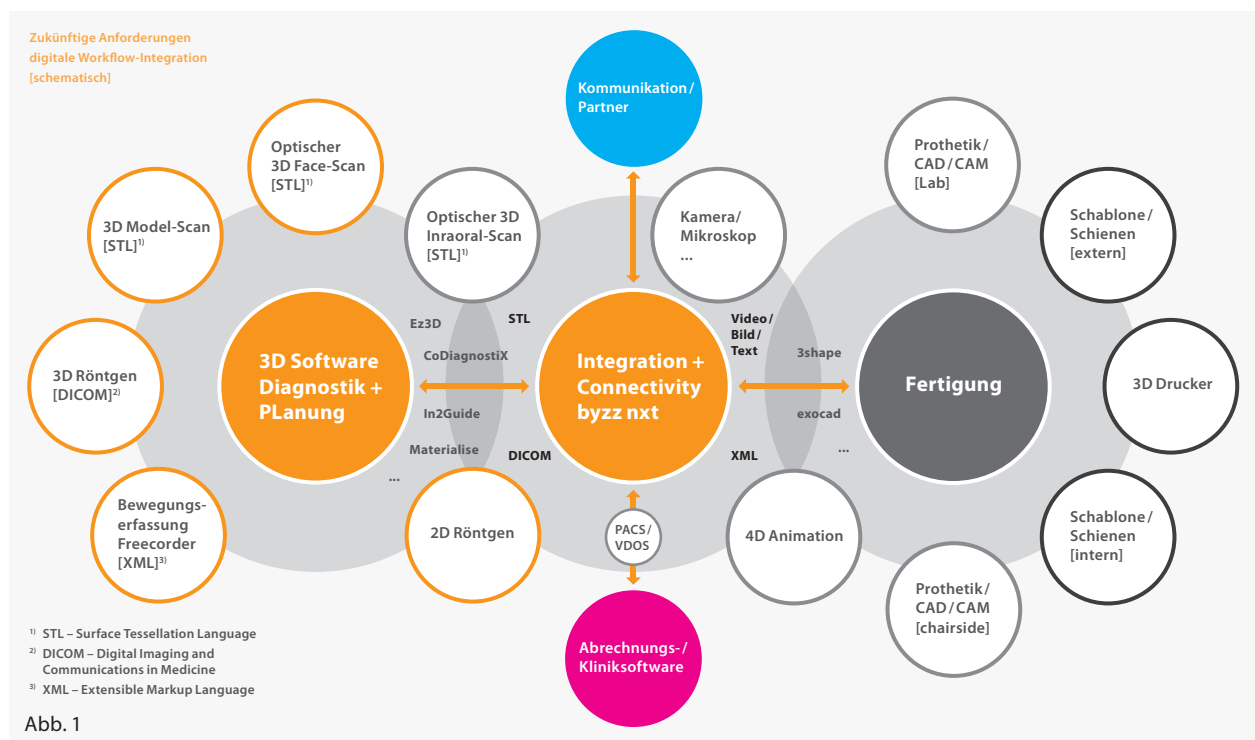 Zukünftige Anforderungen
digitale Workflow-Integration
[schematisch]
Kommunikation /
Partner
Optischer
3D Face-Scan
[STL]1)
3D Model-Scan
[STL]1)
Optischer 3D
Inraoral-Scan
[STL]1)
Kamera/
Mikroskop
...
Prothetik /
CAD / CAM
[Lab]
Schablone /
Schienen
[extern]
3D Röntgen
[DICOM]2)
3D Software
Diagnostik +
PLanung
Ez3D
CoDiagnostiX
In2Guide
Materialise
...
STL
DICOM
Integration +
Connectivity
byzz nxt
Video /
Bild /
Text
XML
3shape
exocad
...
Fertigung
3D Drucker
Bewegungs-
erfassung
Freecorder
[XML]3)
2D Röntgen
PACS /
VDOS
4D Animation
Schablone /
Schienen
[intern]
Prothetik /
CAD / CAM
[chairside]
Abrechnungs- /
Kliniksoftware
1) STL – Surface Tessellation Language
2) DICOM – Digital Imaging and
Communications in Medicine
3) XML – Extensible Markup Language
Abb. 1